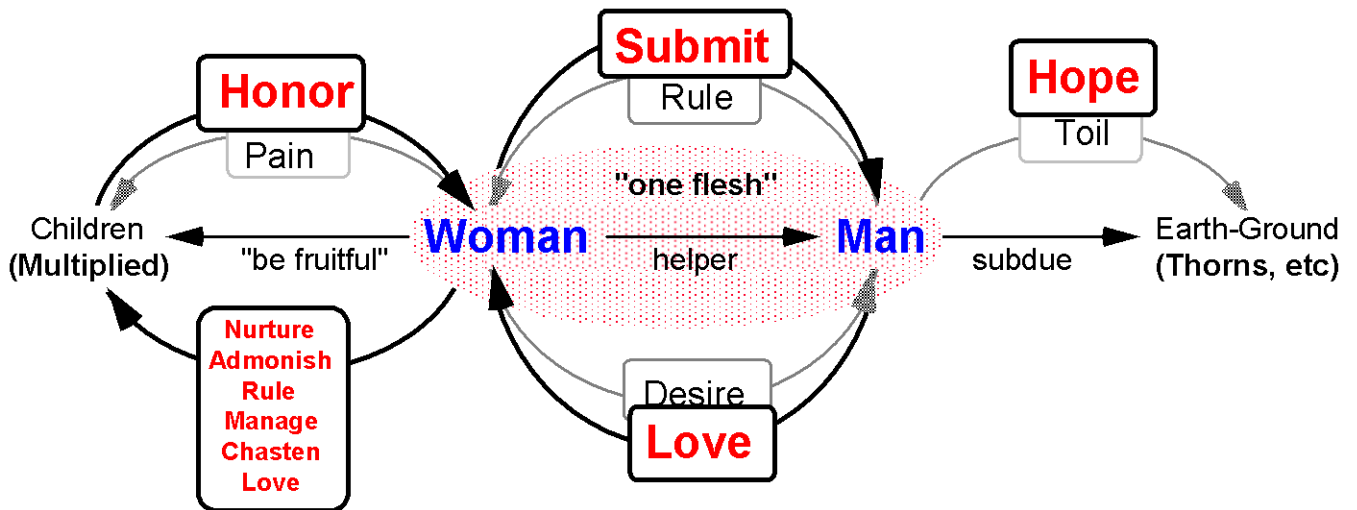 Submit
Hope
Honor
Rule
Toil
Pain
"one flesh"
Children
(Multiplied)
"be fruitful"
Woman
helper
Man
subdue
Earth-Ground
(Thorns, etc)
Nurture
Admonish
Rule
Manage
Chasten
Love
Desire
Love